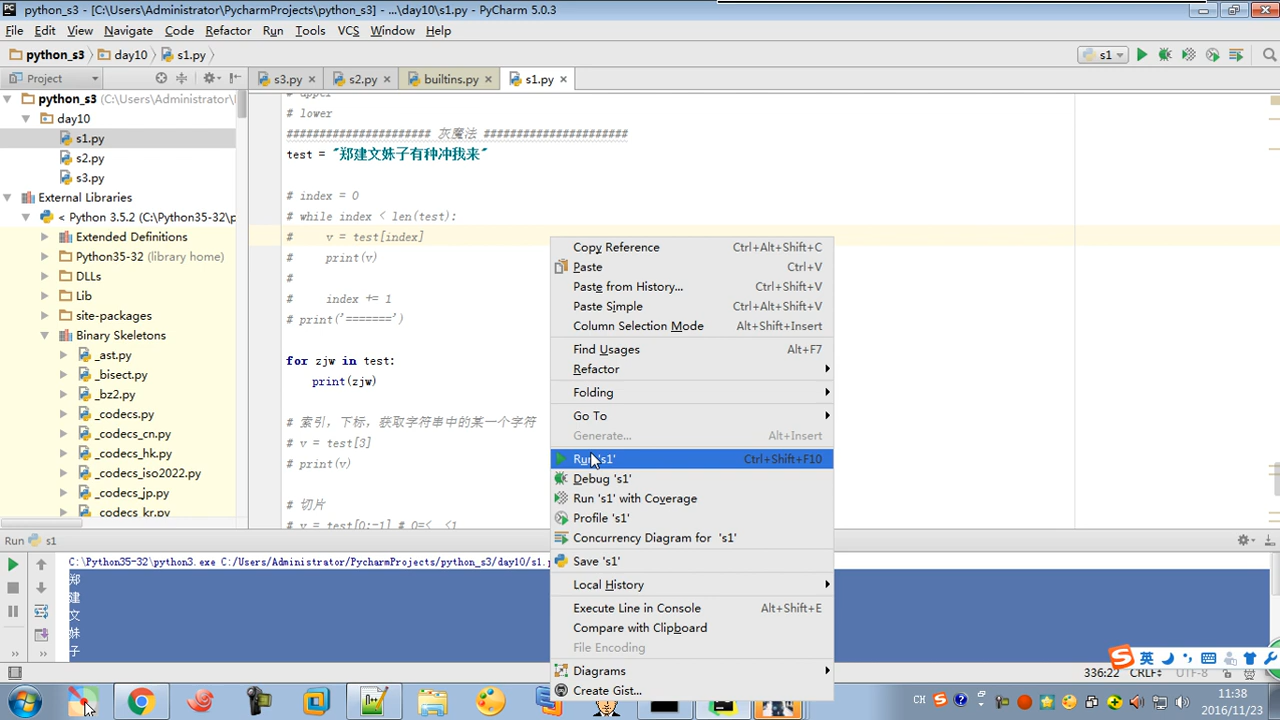 python_s3 - [C:\Users\Administrator\PycharmProjects\python_s3] - ...\day10\s1.py - PyCharm 5.0.3
File Edit View Navigate Code Refactor Run Tools VCS Window Help
python_s3 day10 s1.py s1
Project s3.py s2.py builtins.py s1.py
python_s3 (C:\Users\Administrator\
day10
s1.py
s2.py
s3.py
External Libraries
< Python 3.5.2 (C:\Python35-32\p
Extended Definitions
Python35-32 (library home)
DLLs
Lib
site-packages
Binary Skeletons
_ast.py
_bisect.py
_bz2.py
_codecs.py
_codecs_cn.py
_codecs_hk.py
_codecs_iso2022.py
_codecs_jp.py
_codecs_kr.py
# upper
# lower
###################### 灰魔法 ######################
test = "郑建文妹子有种冲我来"
# index = 0
# while index < len(test):
#     v = test[index]
#     print(v)
#
#     index += 1
# print('=======')
for zjw in test:
    print(zjw)
# 索引，下标，获取字符串中的某一个字符
# v = test[3]
# print(v)
# 切片
# v = test[0:-1] # 0=< <1
Copy Reference Ctrl+Alt+Shift+C
Paste Ctrl+V
Paste from History... Ctrl+Shift+V
Paste Simple Ctrl+Alt+Shift+V
Column Selection Mode Alt+Shift+Insert
Find Usages Alt+F7
Refactor
Folding
Go To
Generate... Alt+Insert
Run 's1' Ctrl+Shift+F10
Debug 's1'
Run 's1' with Coverage
Profile 's1'
Concurrency Diagram for 's1'
Save 's1'
Local History
Execute Line in Console Alt+Shift+E
Compare with Clipboard
File Encoding
Diagrams
Create Gist...
Run s1
C:\Python35-32\python3.exe C:/Users/Administrator/PycharmProjects/python_s3/day10/s1.p
郑
建
文
妹
子
英
336:22 CRLF UTF-8
CH
11:38
2016/11/23